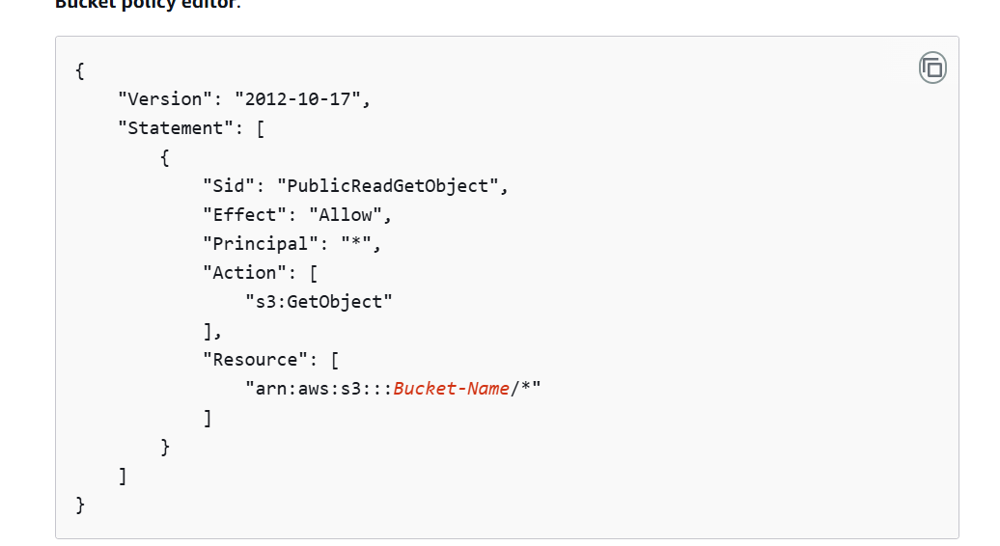 Bucket policy editor.
{
    "Version": "2012-10-17",
    "Statement": [
        {
            "Sid": "PublicReadGetObject",
            "Effect": "Allow",
            "Principal": "*",
            "Action": [
                "s3:GetObject"
            ],
            "Resource": [
                "arn:aws:s3:::Bucket-Name/*"
            ]
        }
    ]
}